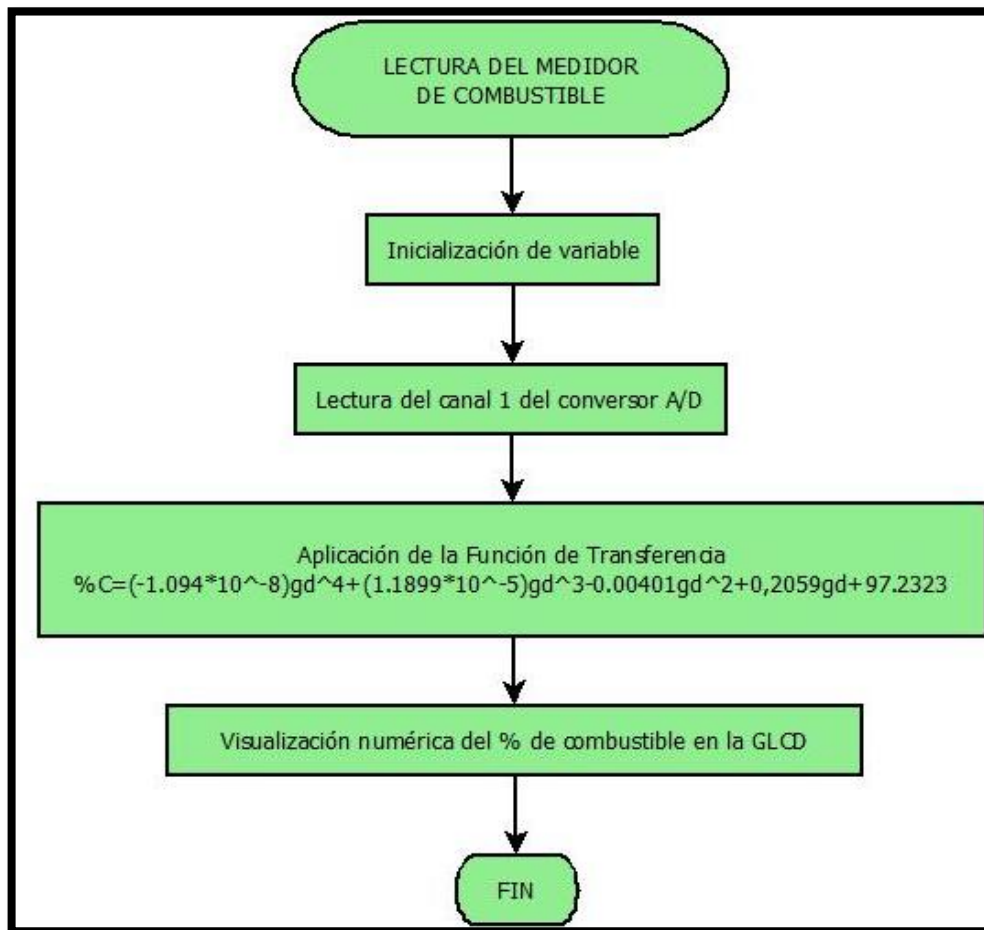 LECTURA DEL MEDIDOR
DE COMBUSTIBLE
Inicialización de variable
Lectura del canal 1 del conversor A/D
Aplicación de la Función de Transferencia
%C=(-1.094*10^-8)gd^4+(1.1899*10^-5)gd^3-0.00401gd^2+0,2059gd+97.2323
Visualización numérica del % de combustible en la GLCD
FIN